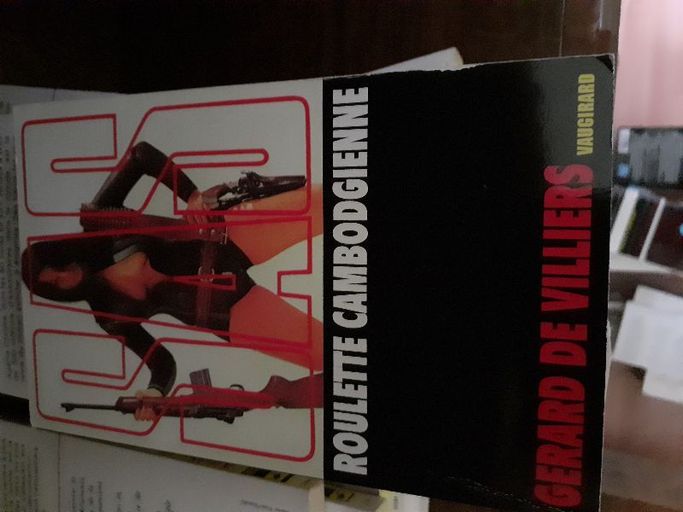 SAS
ROULETTE CAMBODGIENNE
GERARD DE VILLIERS
VAUGIRARD